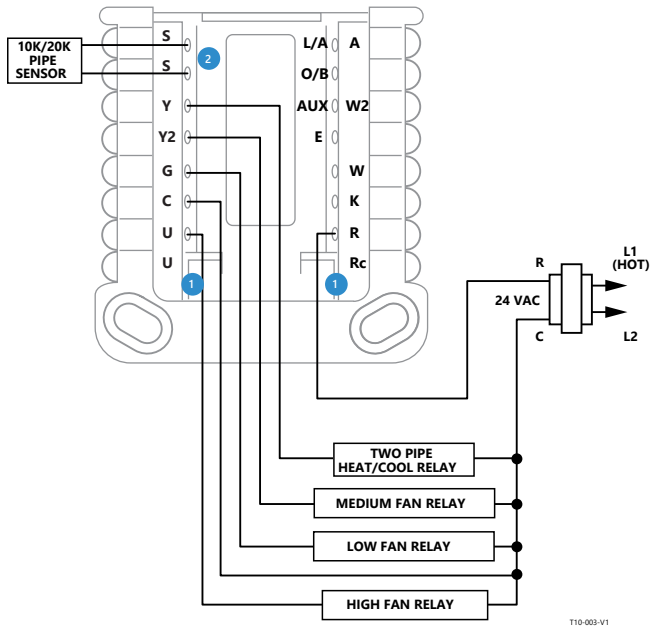 10K/20K
PIPE
SENSOR
S
S
Y
Y2
G
C
U
U
2
1
L/A A
O/B
AUX W2
E
W
K
R
Rc
1
R
24 VAC
C
L1
(HOT)
L2
TWO PIPE
HEAT/COOL RELAY
MEDIUM FAN RELAY
LOW FAN RELAY
HIGH FAN RELAY
T10-003-V1